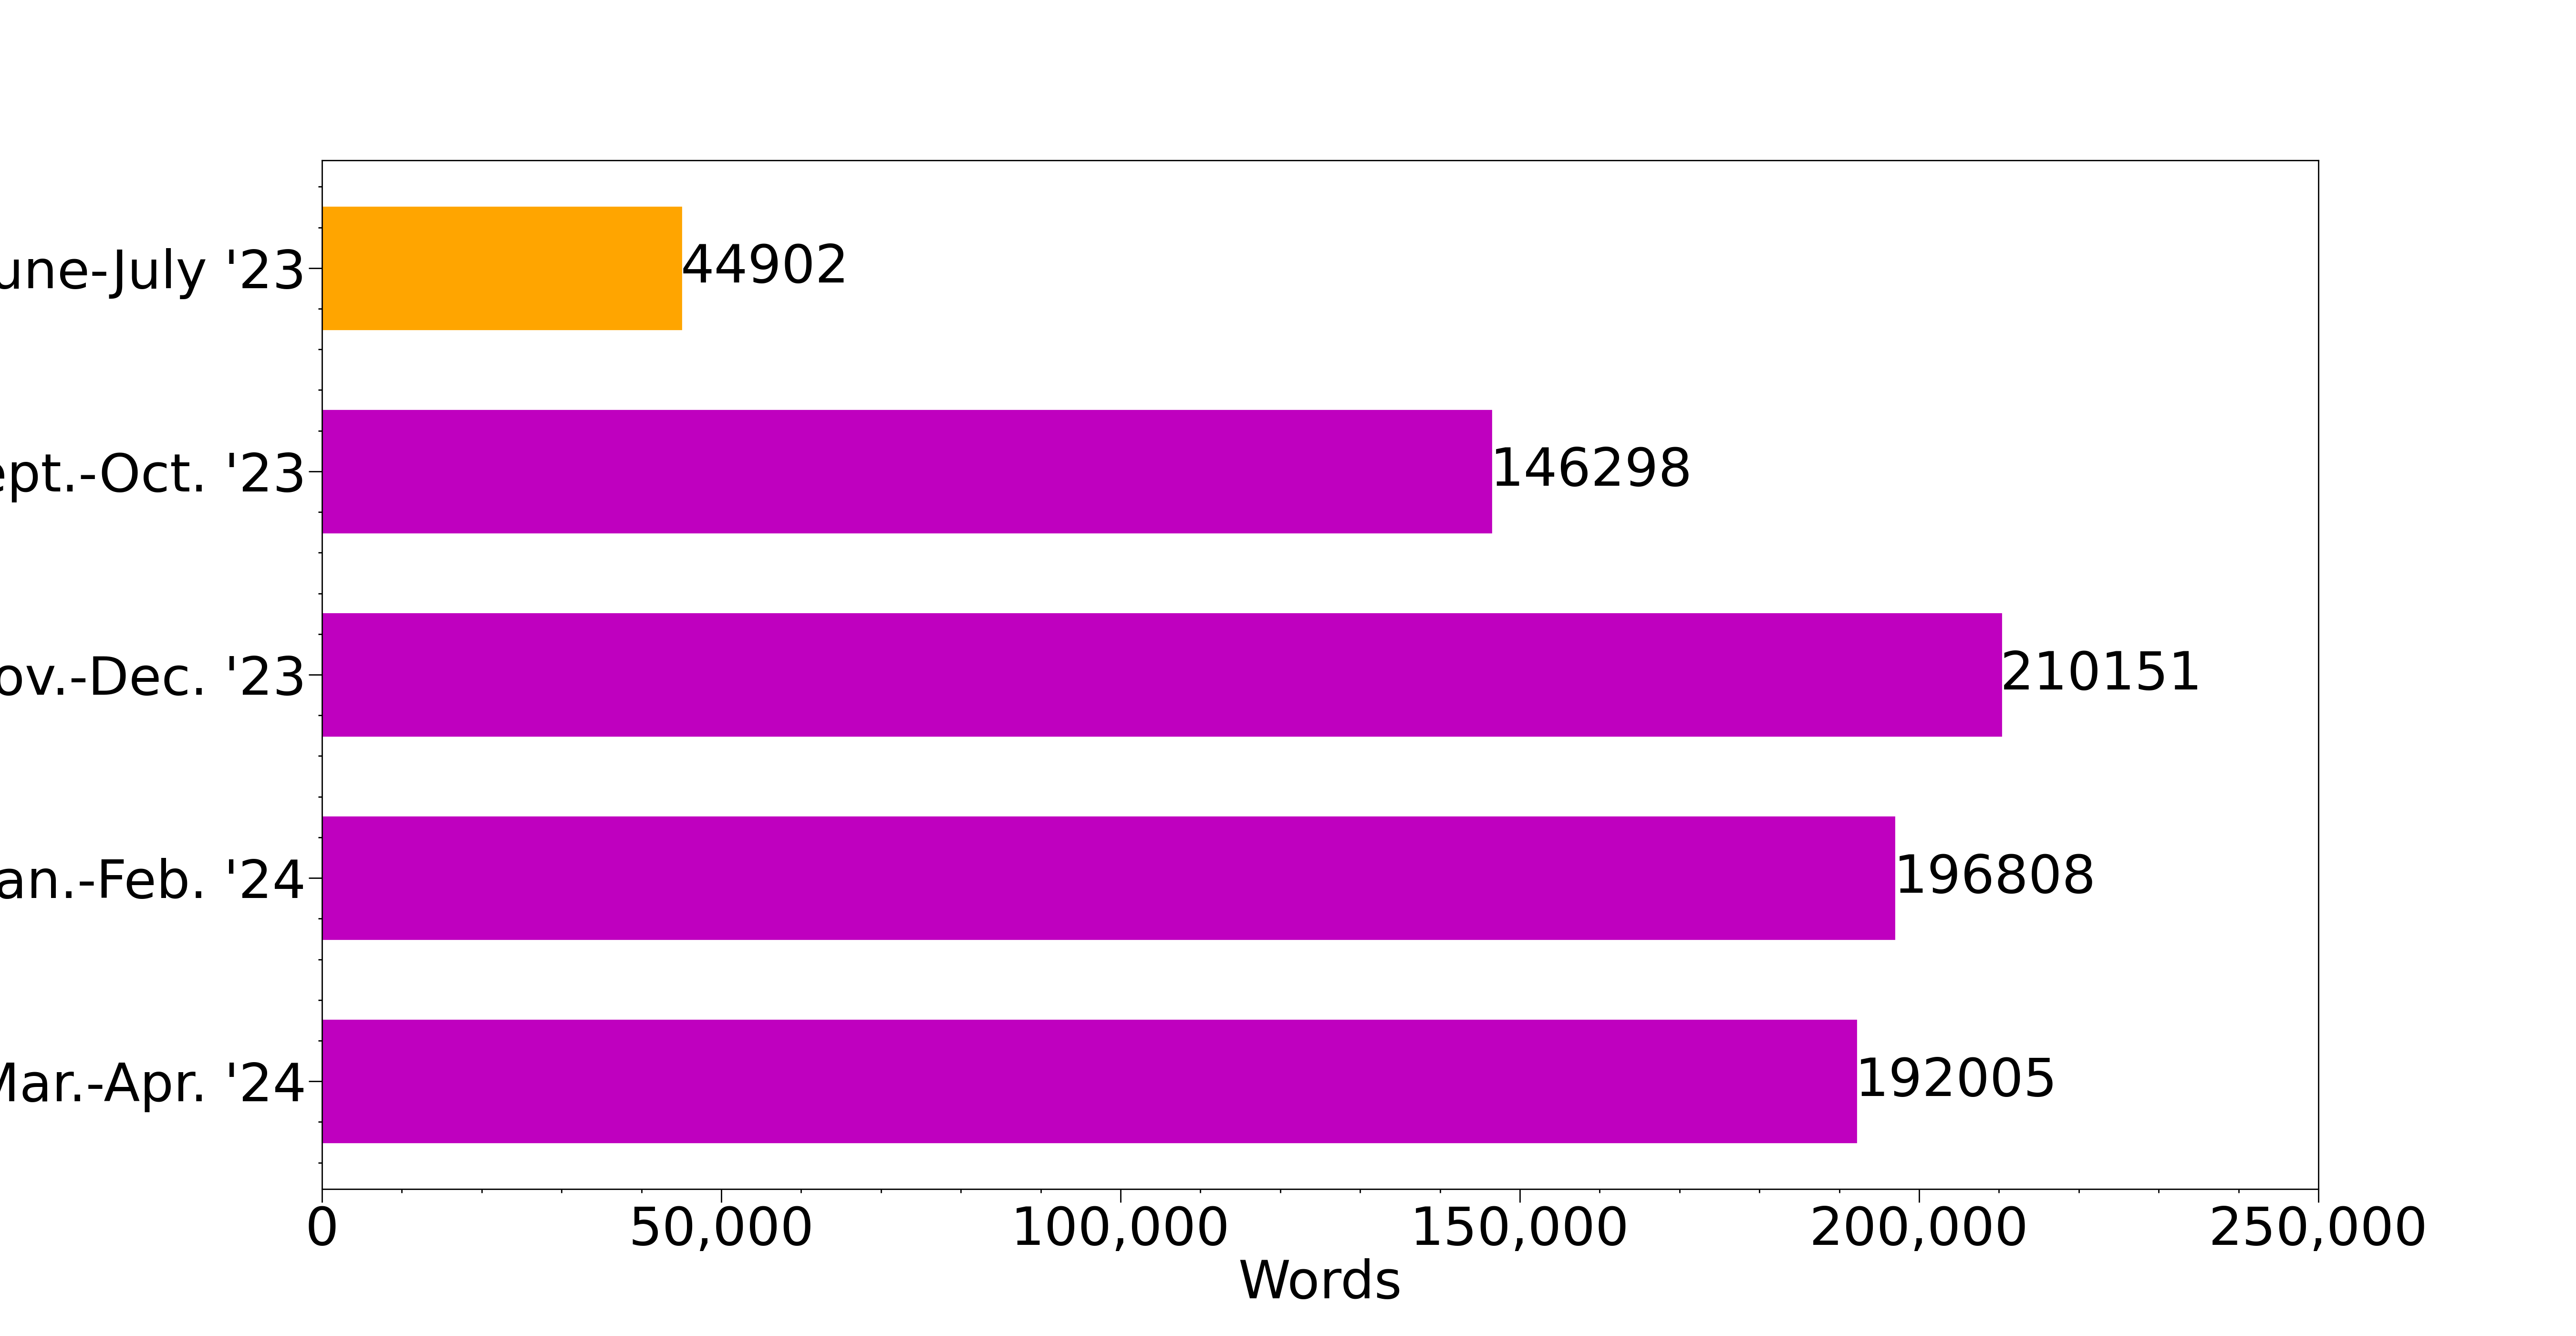 une-July '23
44902
ept.-Oct. '23
146298
ov.-Dec. '23
210151
an.-Feb. '24
196808
Mar.-Apr. '24
192005
0 50,000 100,000 150,000 200,000 250,000
Words